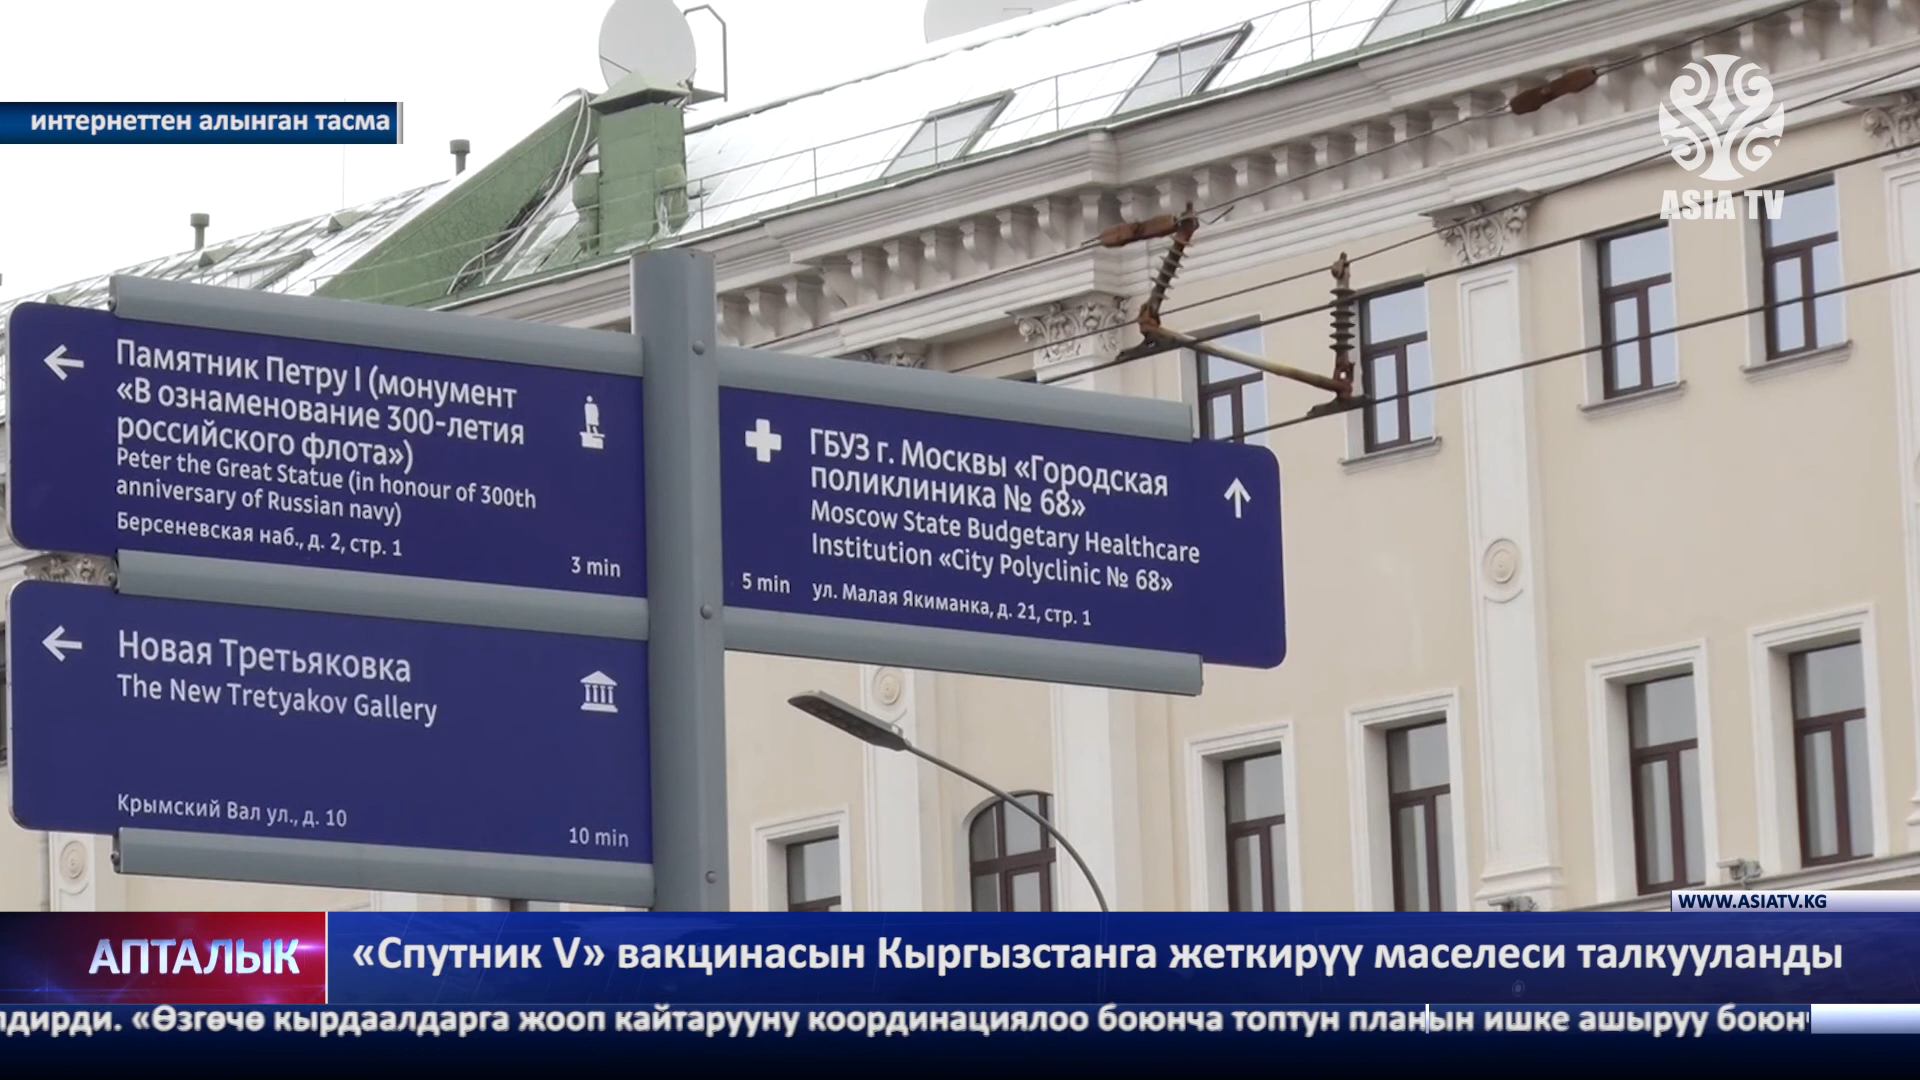 интернеттен алынган тасма
ASIA TV
Памятник Петру I (монумент
«В ознаменование 300-летия
российского флота»)
Peter the Great Statue (in honour of 300th
anniversary of Russian navy)
Берсеневская наб., д. 2, стр. 1
3 min
ГБУЗ г. Москвы «Городская
поликлиника № 68»
Moscow State Budgetary Healthcare
Institution «City Polyclinic № 68»
5 min
ул. Малая Якиманка, д. 21, стр. 1
Новая Третьяковка
The New Tretyakov Gallery
Крымский Вал ул., д. 10
10 min
WWW.ASIATV.KG
АПТАЛЫК
«Спутник V» вакцинасын Кыргызстанга жеткирүү маселеси талкууланды
лдирди. «Өзгөчө кырдаалдарга жооп кайтарууну координациялоо боюнча топтун планын ишке ашыруу боюн